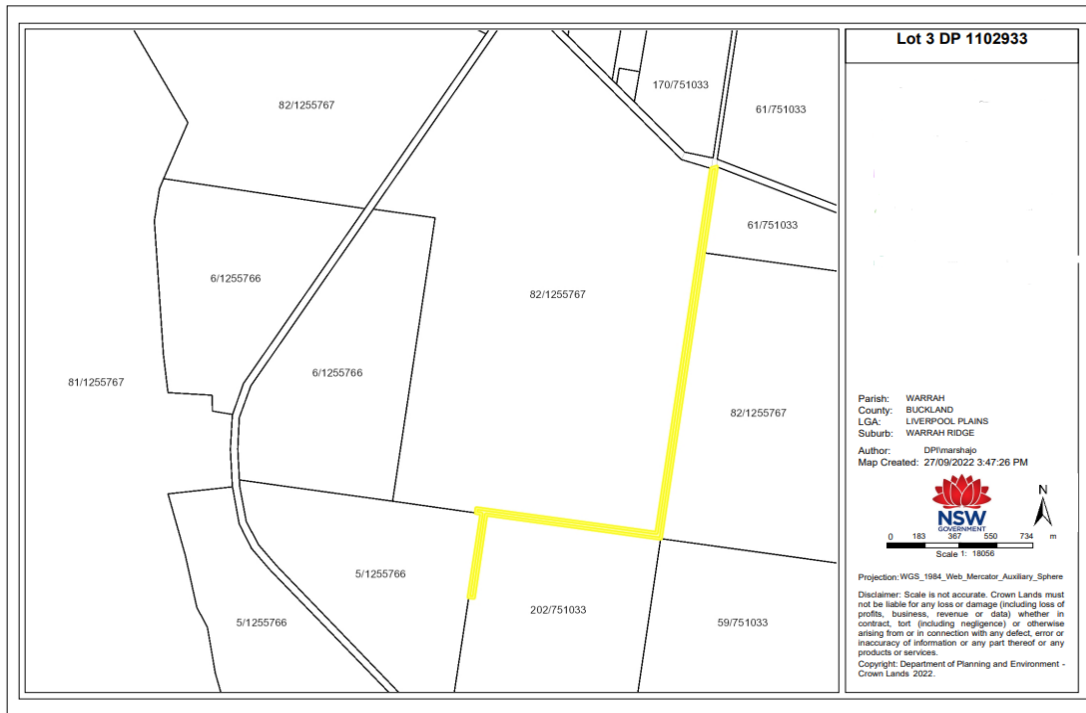 Lot 3 DP 1102933
170/751033
82/1255767
61/751033
61/751033
6/1255766
82/1255767
6/1255766
81/1255767
82/1255767
5/1255766
202/751033
5/1255766
59/751033
Parish: WARRAH
County: BUCKLAND
LGA: LIVERPOOL PLAINS
Suburb: WARRAH RIDGE
Author: DPI\marshajo
Map Created: 27/09/2022 3:47:26 PM
NSW
GOVERNMENT
N
0 183 367 550 734 m
Scale 1: 18056
Projection: WGS_1984_Web_Mercator_Auxiliary_Sphere
Disclaimer: Scale is not accurate. Crown Lands must
not be liable for any loss or damage (including loss of
profits, business, revenue or data) whether in
contract, tort (including negligence) or otherwise
arising from or in connection with any defect, error or
inaccuracy of information or any part thereof or any
products or services.
Copyright: Department of Planning and Environment -
Crown Lands 2022.